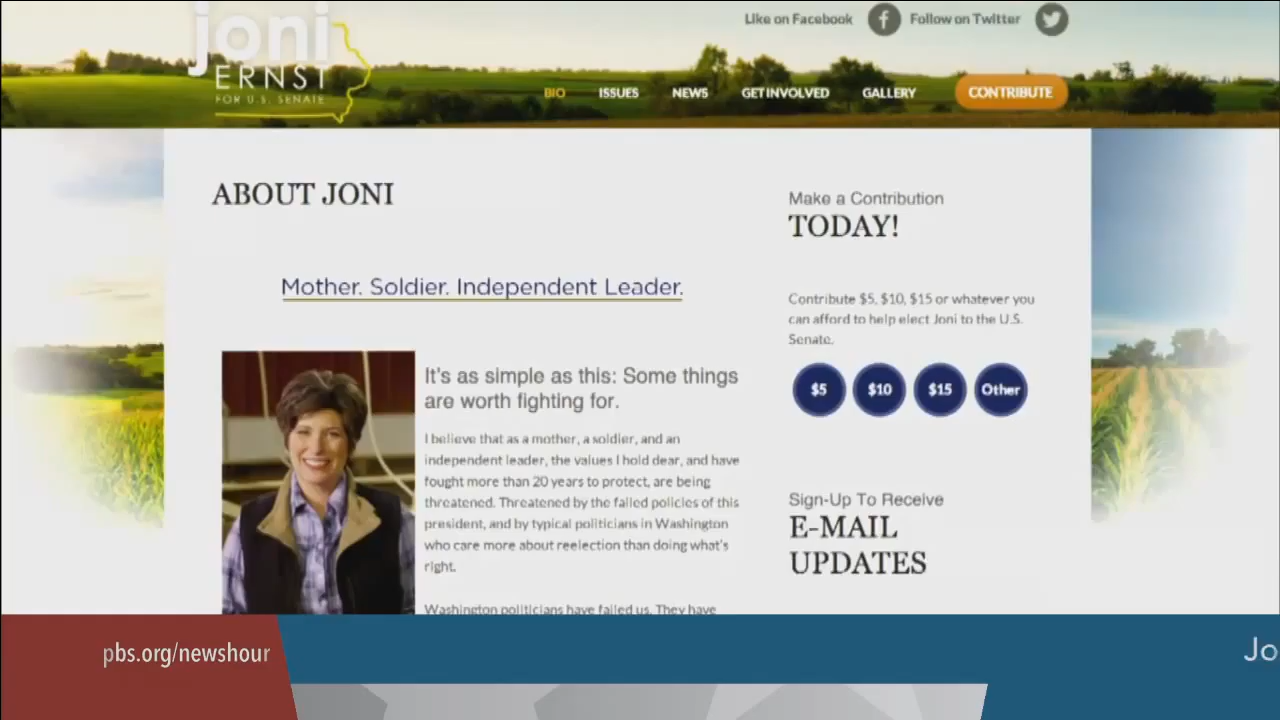 Like on Facebook
Follow on Twitter
joni
ERNST
FOR U.S. SENATE
BIO
ISSUES
NEWS
GET INVOLVED
GALLERY
CONTRIBUTE
ABOUT JONI
Mother. Soldier. Independent Leader.
It's as simple as this: Some things
are worth fighting for.
I believe that as a mother, a soldier, and an
independent leader, the values I hold dear, and have
fought more than 20 years to protect, are being
threatened. Threatened by the failed policies of this
president, and by typical politicians in Washington
who care more about reelection than doing what's
right.
Washington politicians have failed us. They have
Make a Contribution
TODAY!
Contribute $5, $10, $15 or whatever you
can afford to help elect Joni to the U.S.
Senate.
$5
$10
$15
Other
Sign-Up To Receive
E-MAIL
UPDATES
pbs.org/newshour
Jo